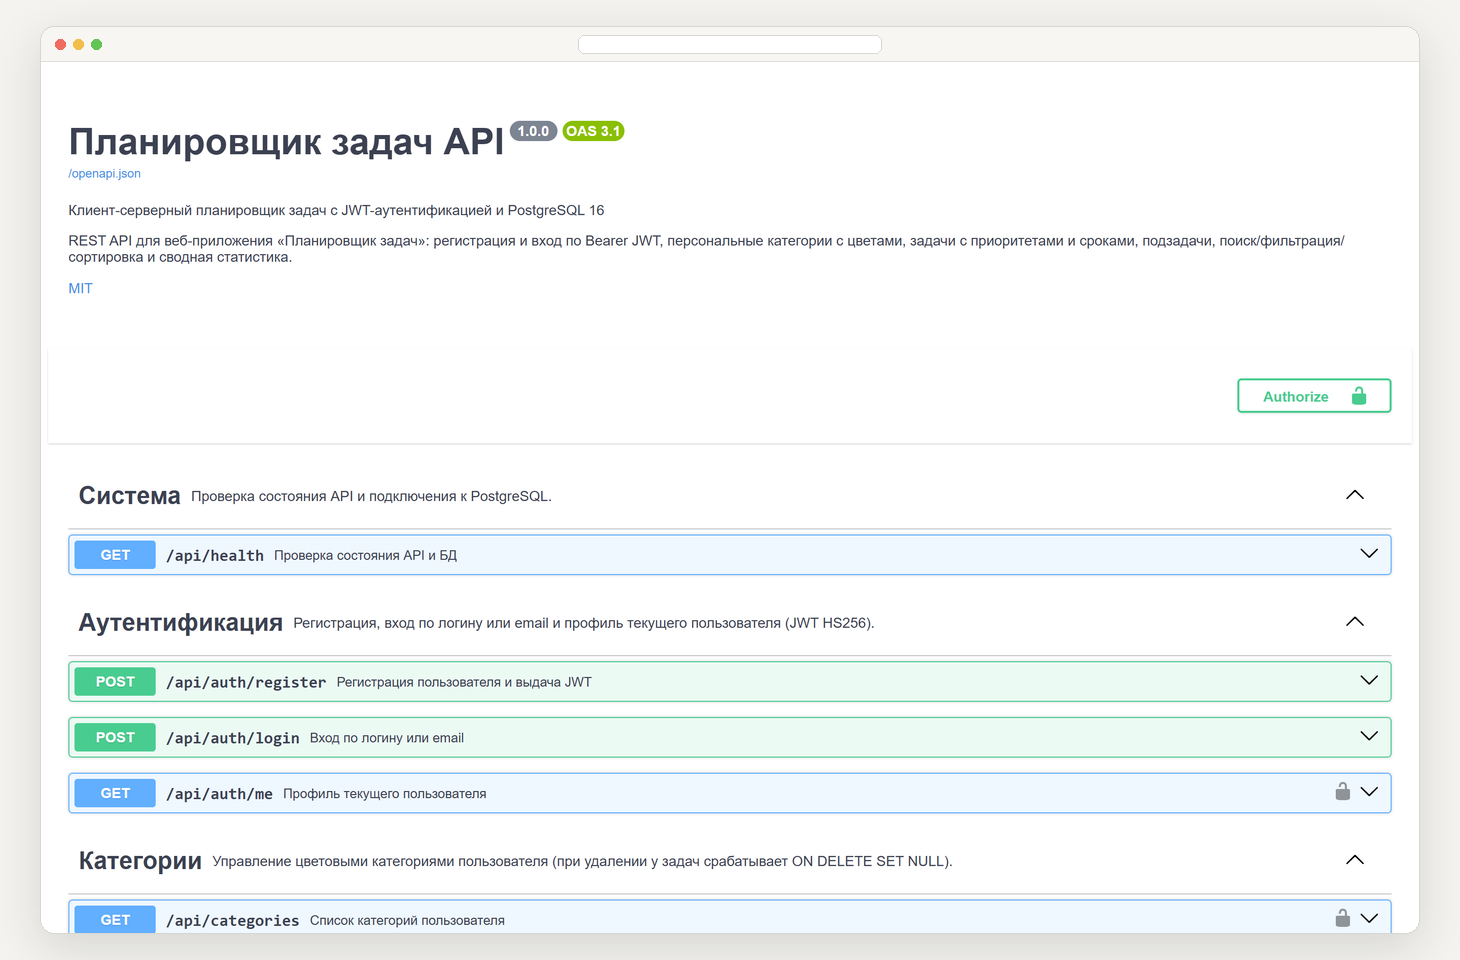 Планировщик задач API 1.0.0 OAS 3.1
/openapi.json
Клиент-серверный планировщик задач с JWT-аутентификацией и PostgreSQL 16
REST API для веб-приложения «Планировщик задач»: регистрация и вход по Bearer JWT, персональные категории с цветами, задачи с приоритетами и сроками, подзадачи, поиск/фильтрация/
сортировка и сводная статистика.
MIT
Authorize
Система Проверка состояния API и подключения к PostgreSQL.
GET /api/health Проверка состояния API и БД
Аутентификация Регистрация, вход по логину или email и профиль текущего пользователя (JWT HS256).
POST /api/auth/register Регистрация пользователя и выдача JWT
POST /api/auth/login Вход по логину или email
GET /api/auth/me Профиль текущего пользователя
Категории Управление цветовыми категориями пользователя (при удалении у задач срабатывает ON DELETE SET NULL).
GET /api/categories Список категорий пользователя